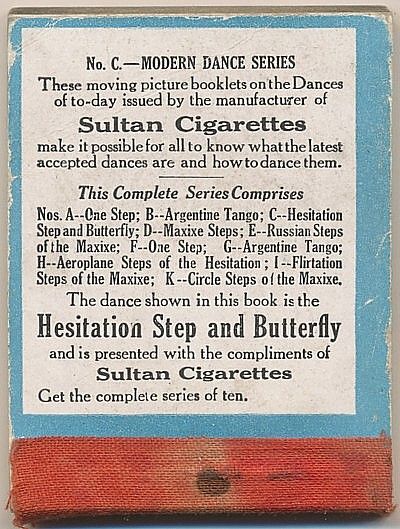 No. C.—MODERN DANCE SERIES
These moving picture booklets on the Dances
of to-day issued by the manufacturer of
Sultan Cigarettes
make it possible for all to know what the latest
accepted dances are and how to dance them.
This Complete Series Comprises
Nos. A--One Step; B--Argentine Tango; C--Hesitation
Step and Butterfly; D--Maxixe Steps; E--Russian Steps
of the Maxixe; F--One Step; G--Argentine Tango;
H--Aeroplane Steps of the Hesitation; I--Flirtation
Steps of the Maxixe; K--Circle Steps of the Maxixe.
The dance shown in this book is the
Hesitation Step and Butterfly
and is presented with the compliments of
Sultan Cigarettes
Get the complete series of ten.